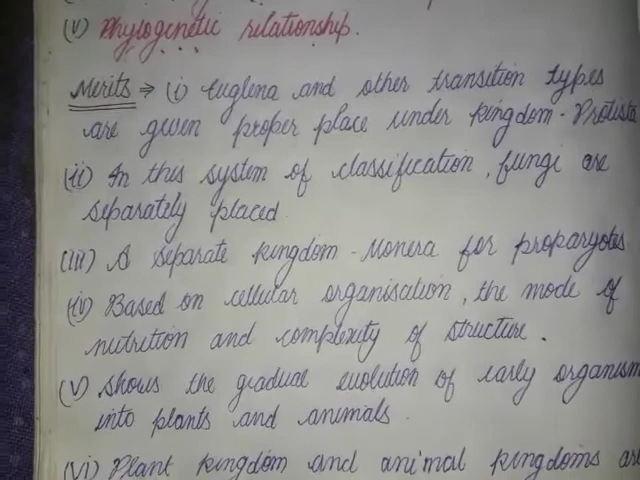 (v) Phylogenetic relationship.
Merits ⇒ (i) Euglena and other transition types
are given proper place under kingdom - Protista
(ii) In this system of classification, fungi are
separately placed
(iii) A separate kingdom - Monera for proparyotes
(iv) Based on cellular organisation, the mode of
nutrition and complexity of structure.
(v) Shows the gradual evolution of early organism
into plants and animals.
(vi) Plant kingdom and animal kingdoms are